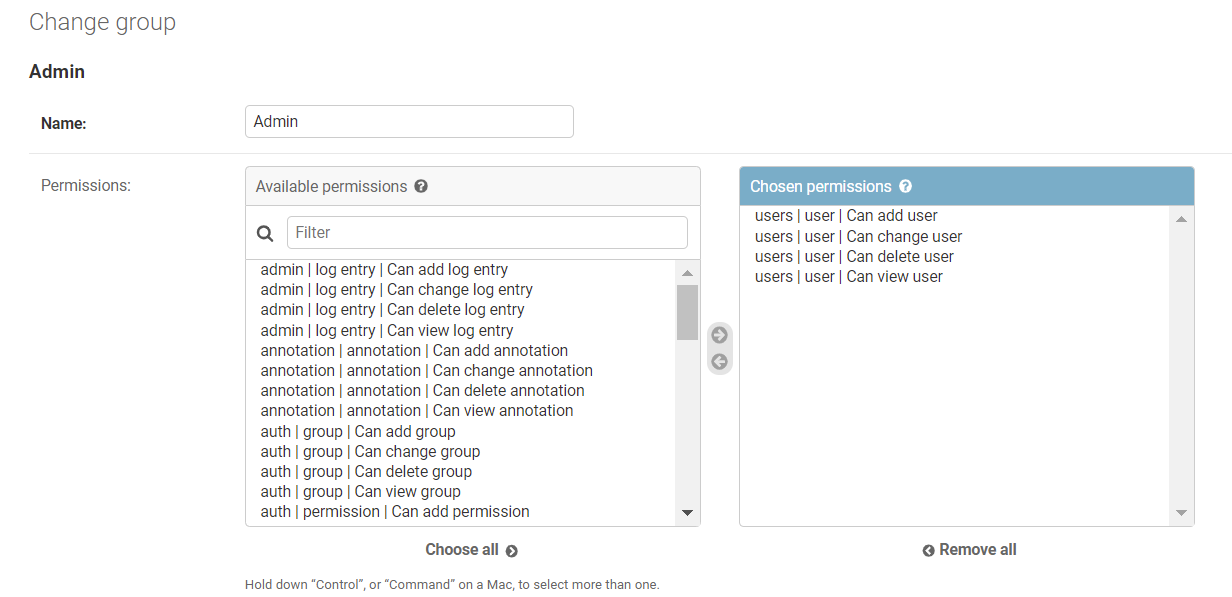 Change group
Admin
Name:
Admin
Permissions:
Available permissions
Filter
admin | log entry | Can add log entry
admin | log entry | Can change log entry
admin | log entry | Can delete log entry
admin | log entry | Can view log entry
annotation | annotation | Can add annotation
annotation | annotation | Can change annotation
annotation | annotation | Can delete annotation
annotation | annotation | Can view annotation
auth | group | Can add group
auth | group | Can change group
auth | group | Can delete group
auth | group | Can view group
auth | permission | Can add permission
Choose all
Chosen permissions
users | user | Can add user
users | user | Can change user
users | user | Can delete user
users | user | Can view user
Remove all
Hold down “Control”, or “Command” on a Mac, to select more than one.